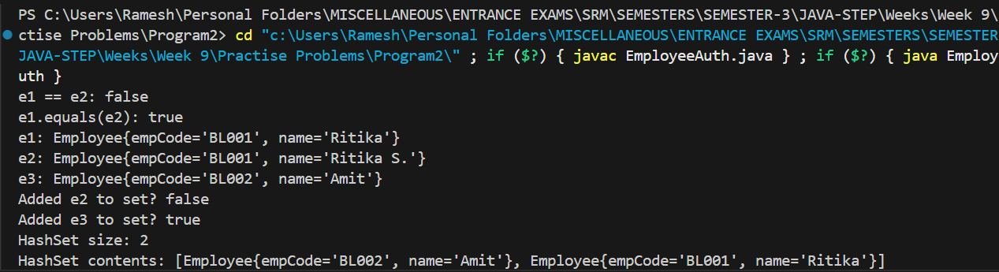 PS C:\Users\Ramesh\Personal Folders\MISCELLANEOUS\ENTRANCE EXAMS\SRM\SEMESTERS\SEMESTER-3\JAVA-STEP\Weeks\Week 9\
ctise Problems\Program2> cd "c:\Users\Ramesh\Personal Folders\MISCELLANEOUS\ENTRANCE EXAMS\SRM\SEMESTERS\SEMESTER
JAVA-STEP\Weeks\Week 9\Practise Problems\Program2\" ; if ($?) { javac EmployeeAuth.java } ; if ($?) { java Employ
uth }
e1 == e2: false
e1.equals(e2): true
e1: Employee{empCode='BL001', name='Ritika'}
e2: Employee{empCode='BL001', name='Ritika S.'}
e3: Employee{empCode='BL002', name='Amit'}
Added e2 to set? false
Added e3 to set? true
HashSet size: 2
HashSet contents: [Employee{empCode='BL002', name='Amit'}, Employee{empCode='BL001', name='Ritika'}]